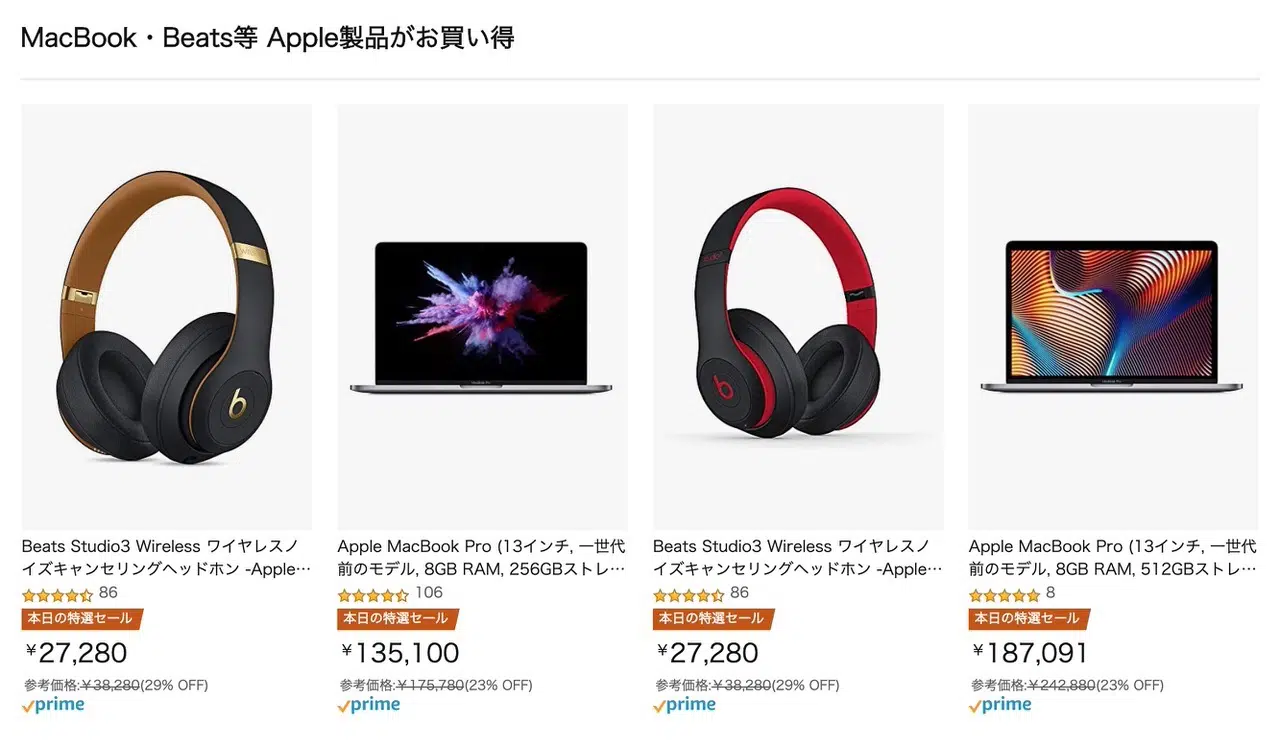 MacBook・Beats等 Apple製品がお買い得
Beats Studio3 Wireless ワイヤレスノ
イズキャンセリングヘッドホン -Apple…
86
本日の特選セール
¥27,280
参考価格:¥38,280(29% OFF)
prime
Apple MacBook Pro (13インチ, 一世代
前のモデル, 8GB RAM, 256GBストレ…
106
本日の特選セール
¥135,100
参考価格:¥175,780(23% OFF)
prime
Beats Studio3 Wireless ワイヤレスノ
イズキャンセリングヘッドホン -Apple…
86
本日の特選セール
¥27,280
参考価格:¥38,280(29% OFF)
prime
Apple MacBook Pro (13インチ, 一世代
前のモデル, 8GB RAM, 512GBストレ…
8
本日の特選セール
¥187,091
参考価格:¥242,880(23% OFF)
prime